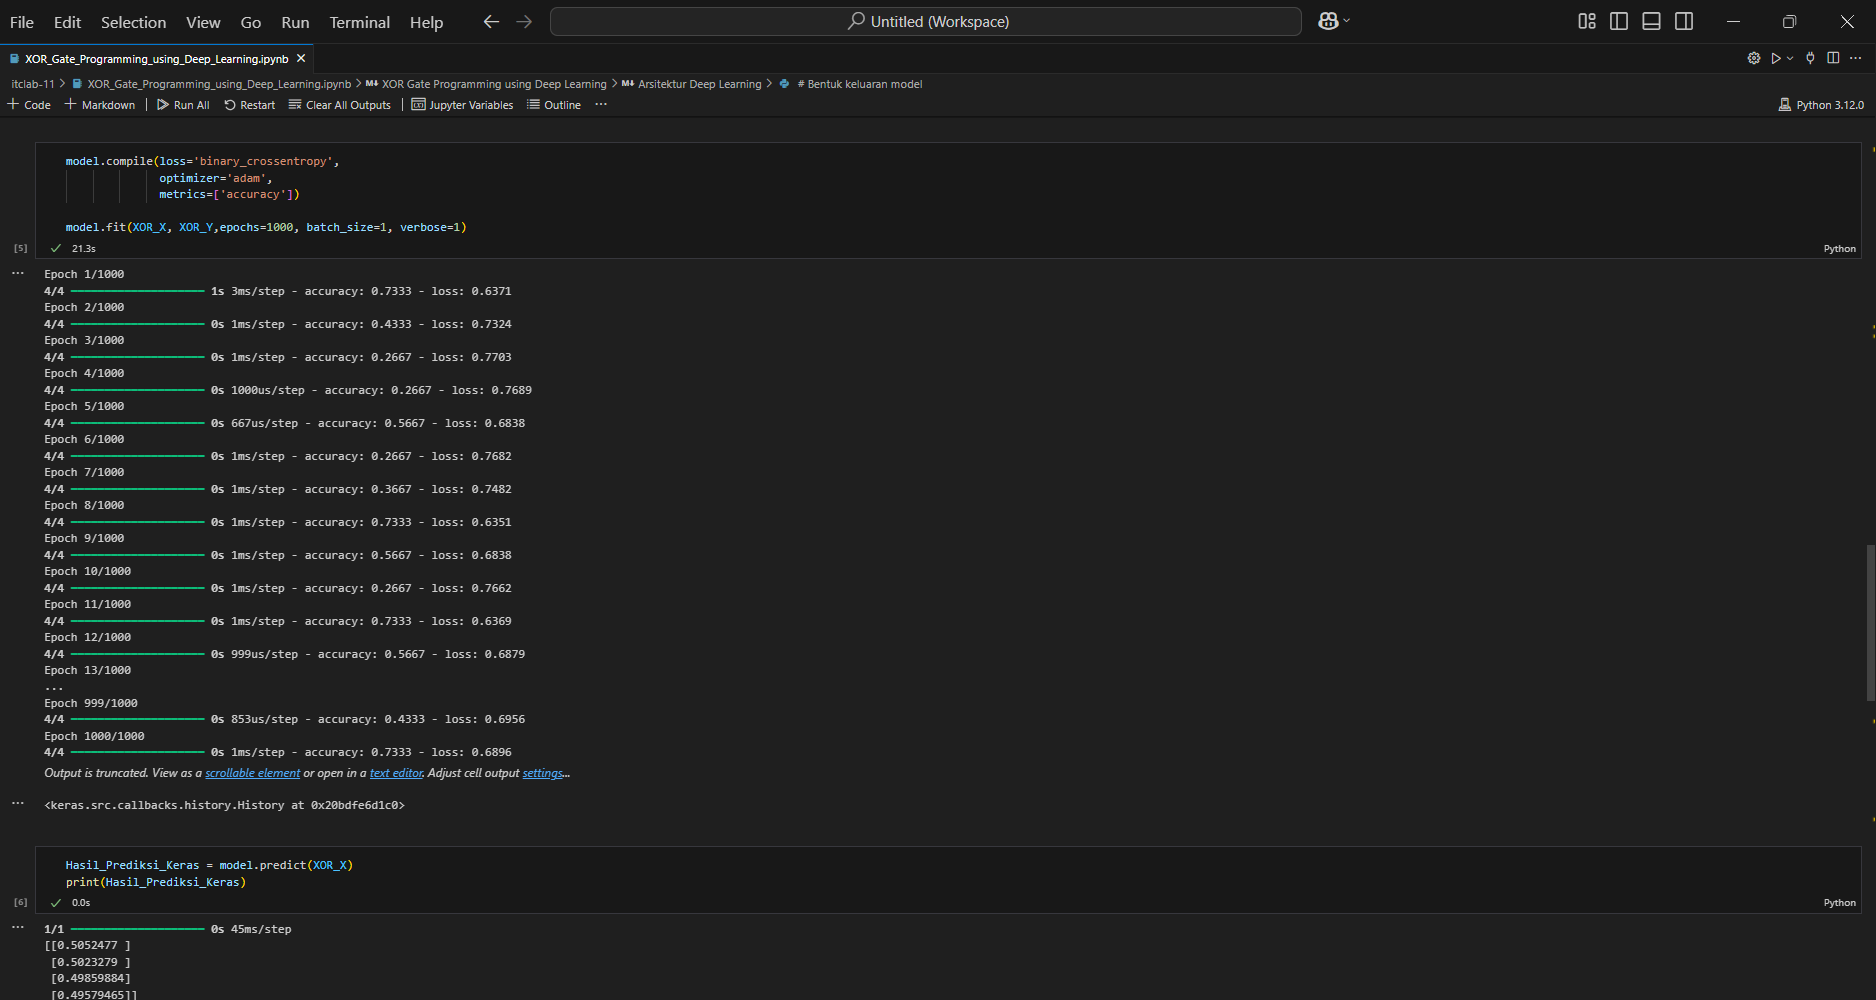 File Edit Selection View Go Run Terminal Help Untitled (Workspace)
XOR_Gate_Programming_using_Deep_Learning.ipynb
itclab-11 > XOR_Gate_Programming_using_Deep_Learning.ipynb > M↓ XOR Gate Programming using Deep Learning > M↓ Arsitektur Deep Learning > # Bentuk keluaran model
+ Code + Markdown | Run All Restart Clear All Outputs | Jupyter Variables Outline ... Python 3.12.0
model.compile(loss='binary_crossentropy',
optimizer='adam',
metrics=['accuracy'])
model.fit(XOR_X, XOR_Y,epochs=1000, batch_size=1, verbose=1)
[5] 21.3s Python
Epoch 1/1000
4/4 1s 3ms/step - accuracy: 0.7333 - loss: 0.6371
Epoch 2/1000
4/4 0s 1ms/step - accuracy: 0.4333 - loss: 0.7324
Epoch 3/1000
4/4 0s 1ms/step - accuracy: 0.2667 - loss: 0.7703
Epoch 4/1000
4/4 0s 1000us/step - accuracy: 0.2667 - loss: 0.7689
Epoch 5/1000
4/4 0s 667us/step - accuracy: 0.5667 - loss: 0.6838
Epoch 6/1000
4/4 0s 1ms/step - accuracy: 0.2667 - loss: 0.7682
Epoch 7/1000
4/4 0s 1ms/step - accuracy: 0.3667 - loss: 0.7482
Epoch 8/1000
4/4 0s 1ms/step - accuracy: 0.7333 - loss: 0.6351
Epoch 9/1000
4/4 0s 1ms/step - accuracy: 0.5667 - loss: 0.6838
Epoch 10/1000
4/4 0s 1ms/step - accuracy: 0.2667 - loss: 0.7662
Epoch 11/1000
4/4 0s 1ms/step - accuracy: 0.7333 - loss: 0.6369
Epoch 12/1000
4/4 0s 999us/step - accuracy: 0.5667 - loss: 0.6879
Epoch 13/1000
...
Epoch 999/1000
4/4 0s 853us/step - accuracy: 0.4333 - loss: 0.6956
Epoch 1000/1000
4/4 0s 1ms/step - accuracy: 0.7333 - loss: 0.6896
Output is truncated. View as a scrollable element or open in a text editor. Adjust cell output settings...
<keras.src.callbacks.history.History at 0x20bdfe6d1c0>
Hasil_Prediksi_Keras = model.predict(XOR_X)
print(Hasil_Prediksi_Keras)
[6] 0.0s Python
1/1 0s 45ms/step
[[0.5052477 ]
[0.5023279 ]
[0.49859884]
[0.49579465]]